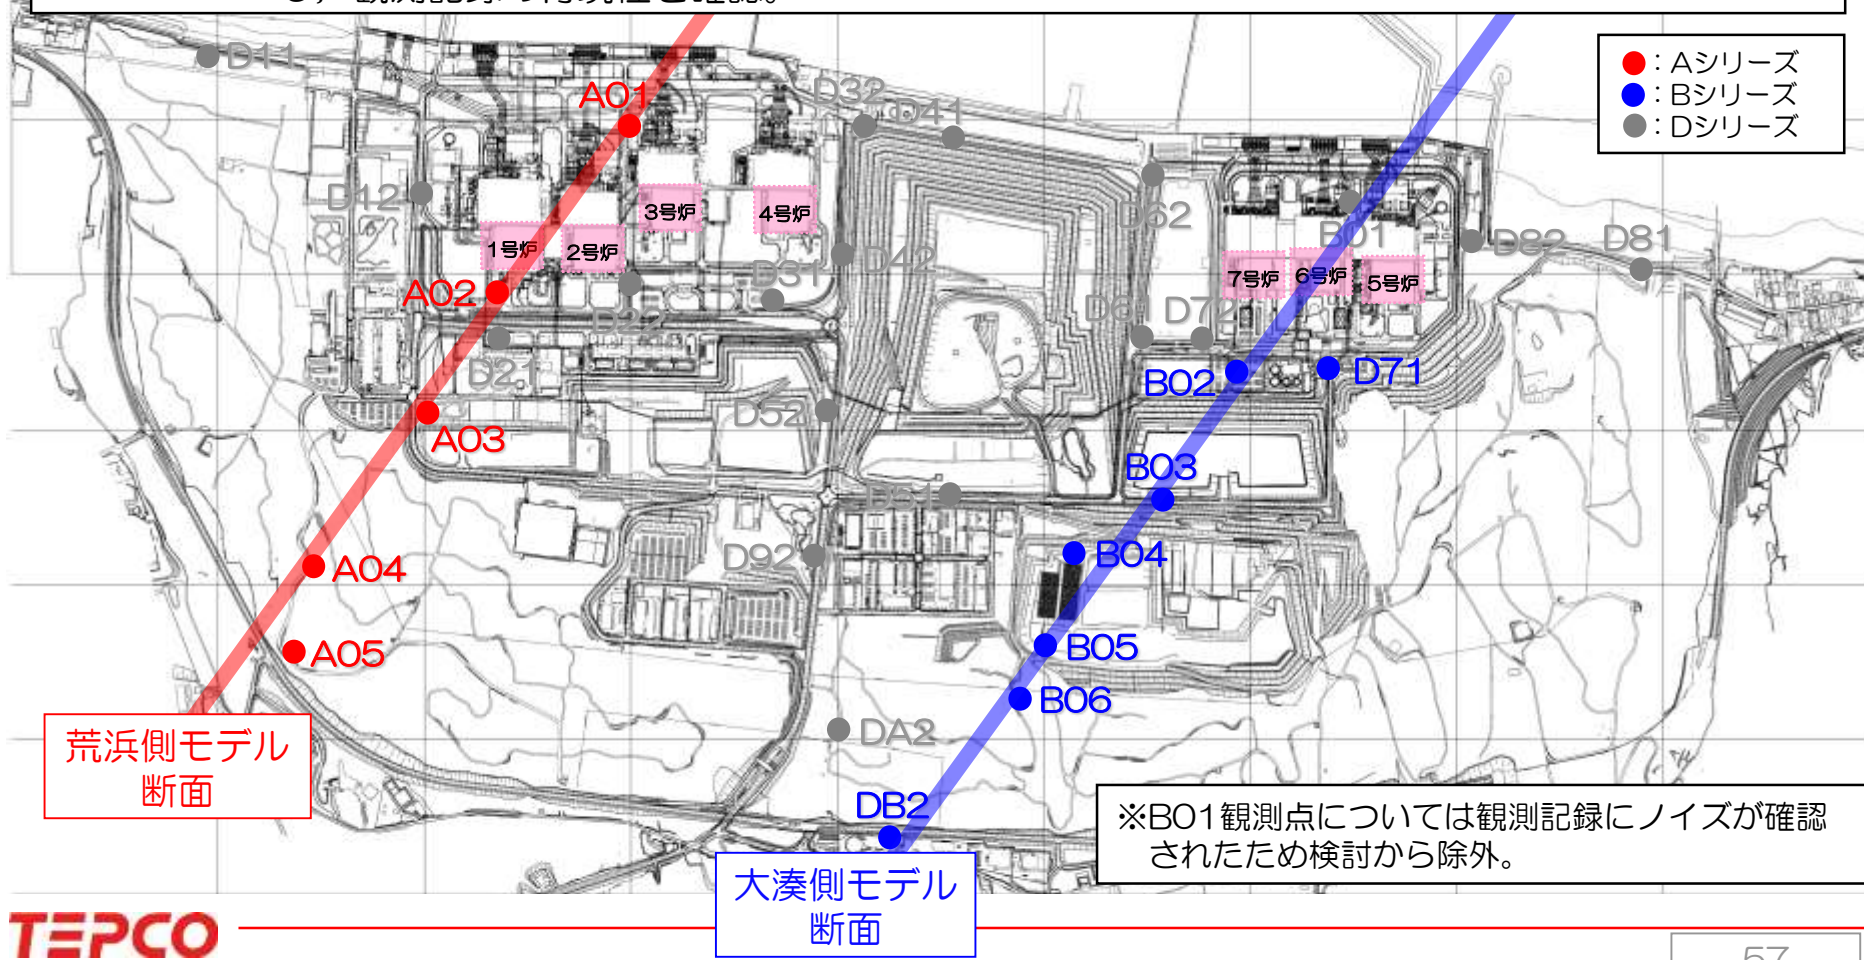 ：Aシリーズ
：Bシリーズ
：Dシリーズ
D11
A01
D32
D41
D12
D62
B01
D82
D81
1号炉
2号炉
3号炉
4号炉
7号炉
6号炉
5号炉
A02
D22
D31
D42
D61
D72
D21
B02
D71
A03
D52
B03
D51
A04
D92
B04
A05
B05
B06
DA2
DB2
荒浜側モデル
断面
大湊側モデル
断面
※B01観測点については観測記録にノイズが確認
されたため検討から除外。
TEPCO
57